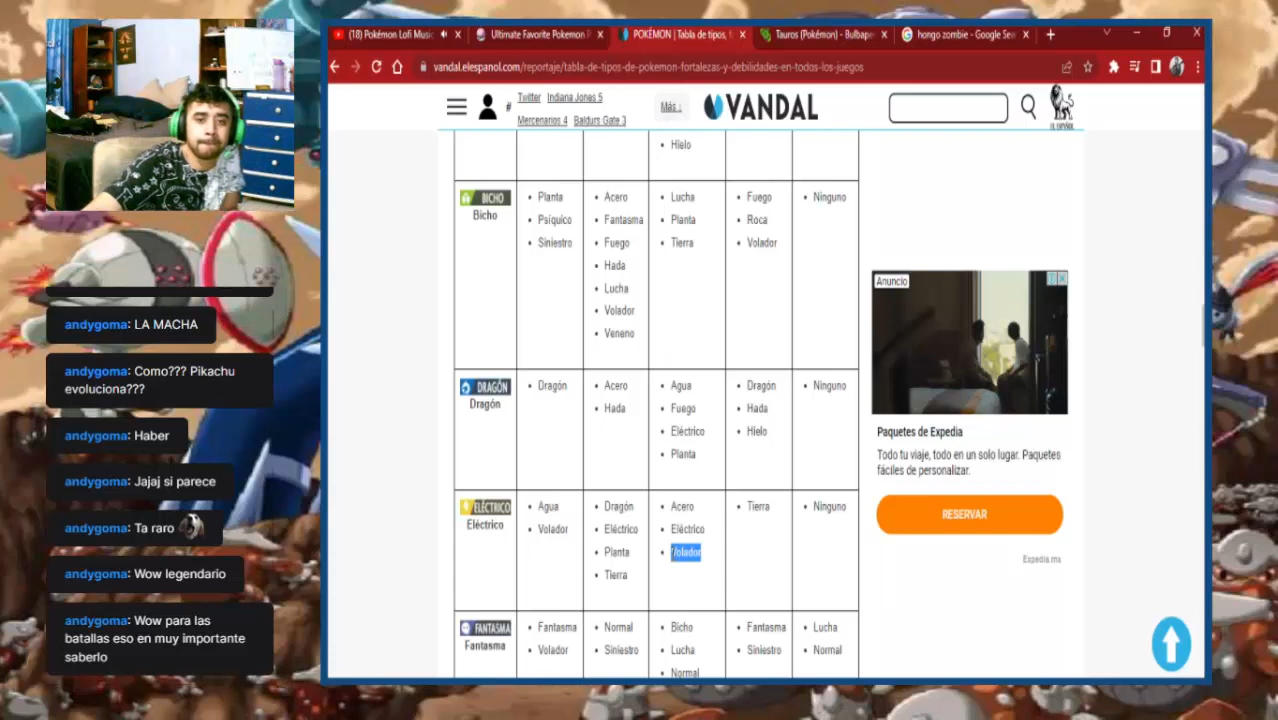 (18) Pokémon Lofi Music
Ultimate Favorite Pokemon P
POKÉMON | Tabla de tipos, f
Tauros (Pokémon) - Bulbape
hongo zombie - Google Sea
vandal.elespanol.com/reportaje/tabla-de-tipos-de-pokemon-fortalezas-y-debilidades-en-todos-los-juegos
# Twitter Indiana Jones 5
Mercenarios 4 Baldurs Gate 3
Más ↓
VANDAL
EL ESPAÑOL
• Hielo
BICHO
Bicho
• Planta
• Psíquico
• Siniestro
• Acero
• Fantasma
• Fuego
• Hada
• Lucha
• Volador
• Veneno
• Lucha
• Planta
• Tierra
• Fuego
• Roca
• Volador
• Ninguno
DRAGÓN
Dragón
• Dragón
• Acero
• Hada
• Agua
• Fuego
• Eléctrico
• Planta
• Dragón
• Hada
• Hielo
• Ninguno
ELÉCTRICO
Eléctrico
• Agua
• Volador
• Dragón
• Eléctrico
• Planta
• Tierra
• Acero
• Eléctrico
• Volador
• Tierra
• Ninguno
FANTASMA
Fantasma
• Fantasma
• Volador
• Normal
• Siniestro
• Bicho
• Lucha
• Normal
• Fantasma
• Siniestro
• Lucha
• Normal
Anuncio
Paquetes de Expedia
Todo tu viaje, todo en un solo lugar. Paquetes
fáciles de personalizar.
RESERVAR
Expedia.mx
andygoma: LA MACHA
andygoma: Como??? Pikachu
evoluciona???
andygoma: Haber
andygoma: Jajaj si parece
andygoma: Ta raro
andygoma: Wow legendario
andygoma: Wow para las
batallas eso en muy importante
saberlo